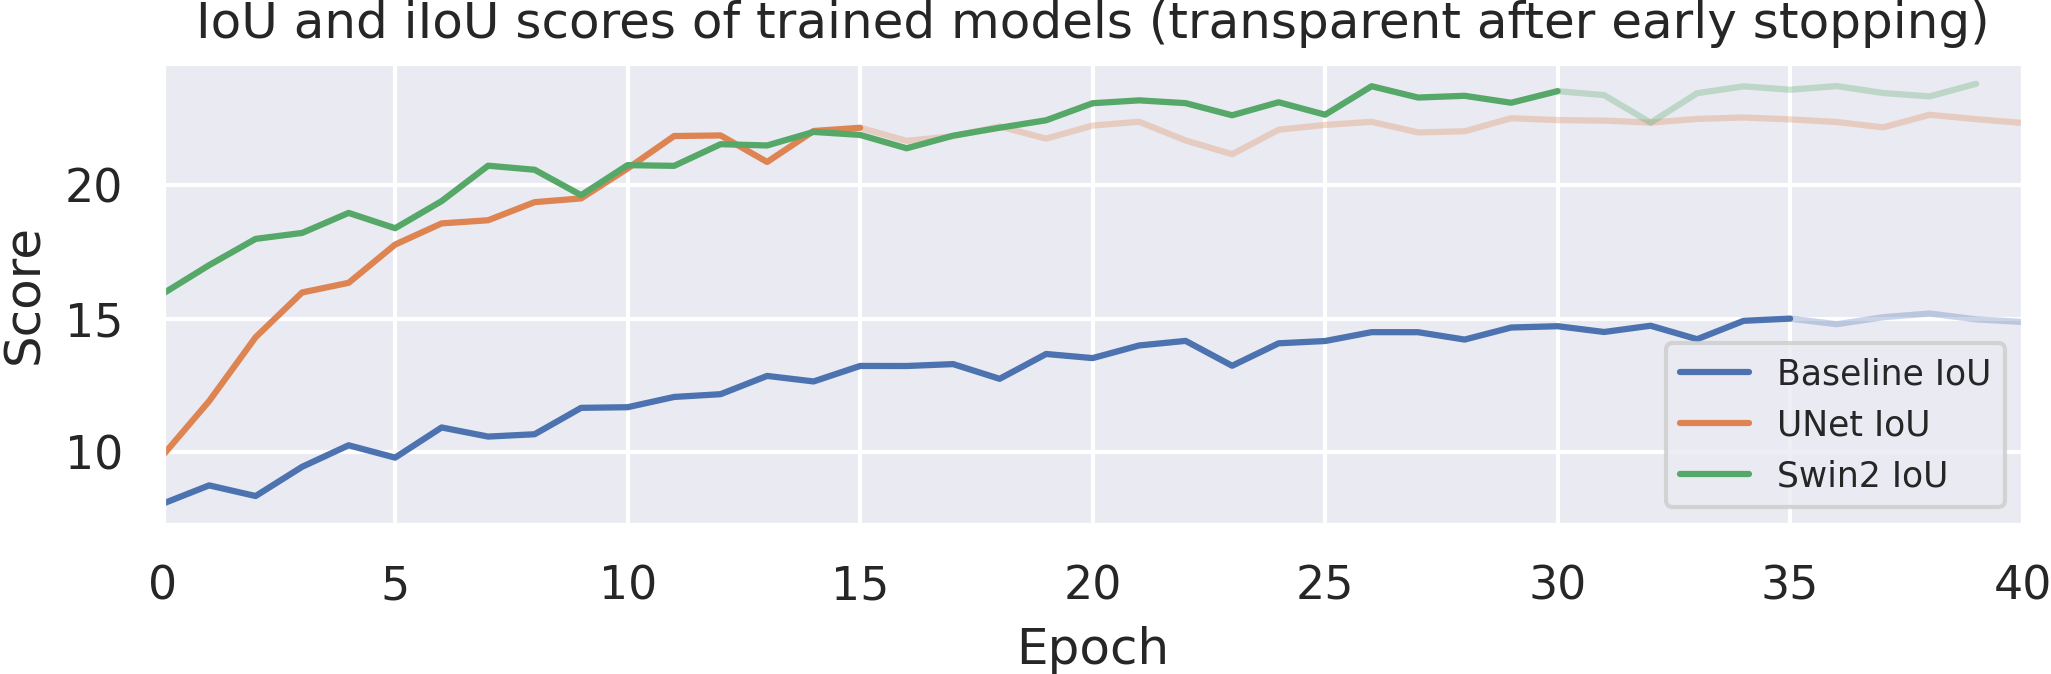 IoU and iIoU scores of trained models (transparent after early stopping)
20
15
10
Score
Baseline IoU
UNet IoU
Swin2 IoU
0 5 10 15 20 25 30 35 40
Epoch